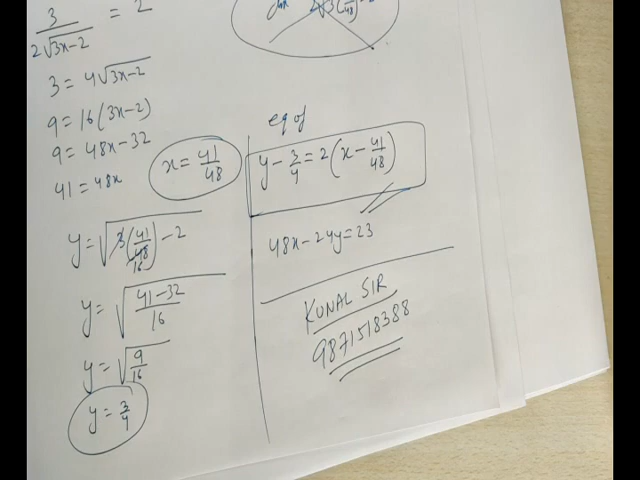 3/(2√3x-2) = 2
3 = 4√3x-2
9 = 16(3x-2)
9 = 48x-32
41 = 48x
x = 41/48
y = √3(41/48)-2
16
y = √(41-32)/16
y = √9/16
y = 3/4
eq of
y - 3/4 = 2(x - 41/48)
48x-24y=23
KUNAL SIR
9871518388